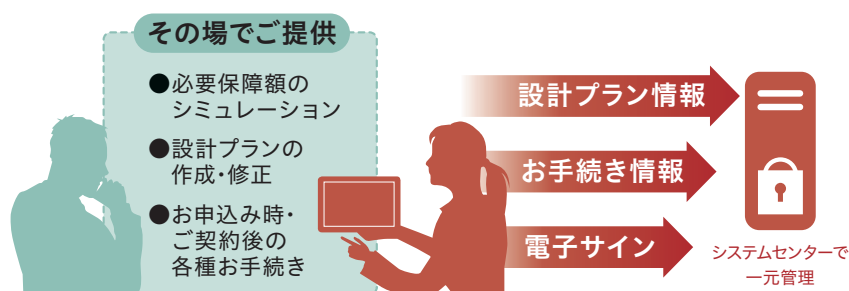 その場でご提供
●必要保障額の
シミュレーション
●設計プランの
作成・修正
●お申込み時・
ご契約後の
各種お手続き
設計プラン情報
お手続き情報
電子サイン
システムセンターで
一元管理